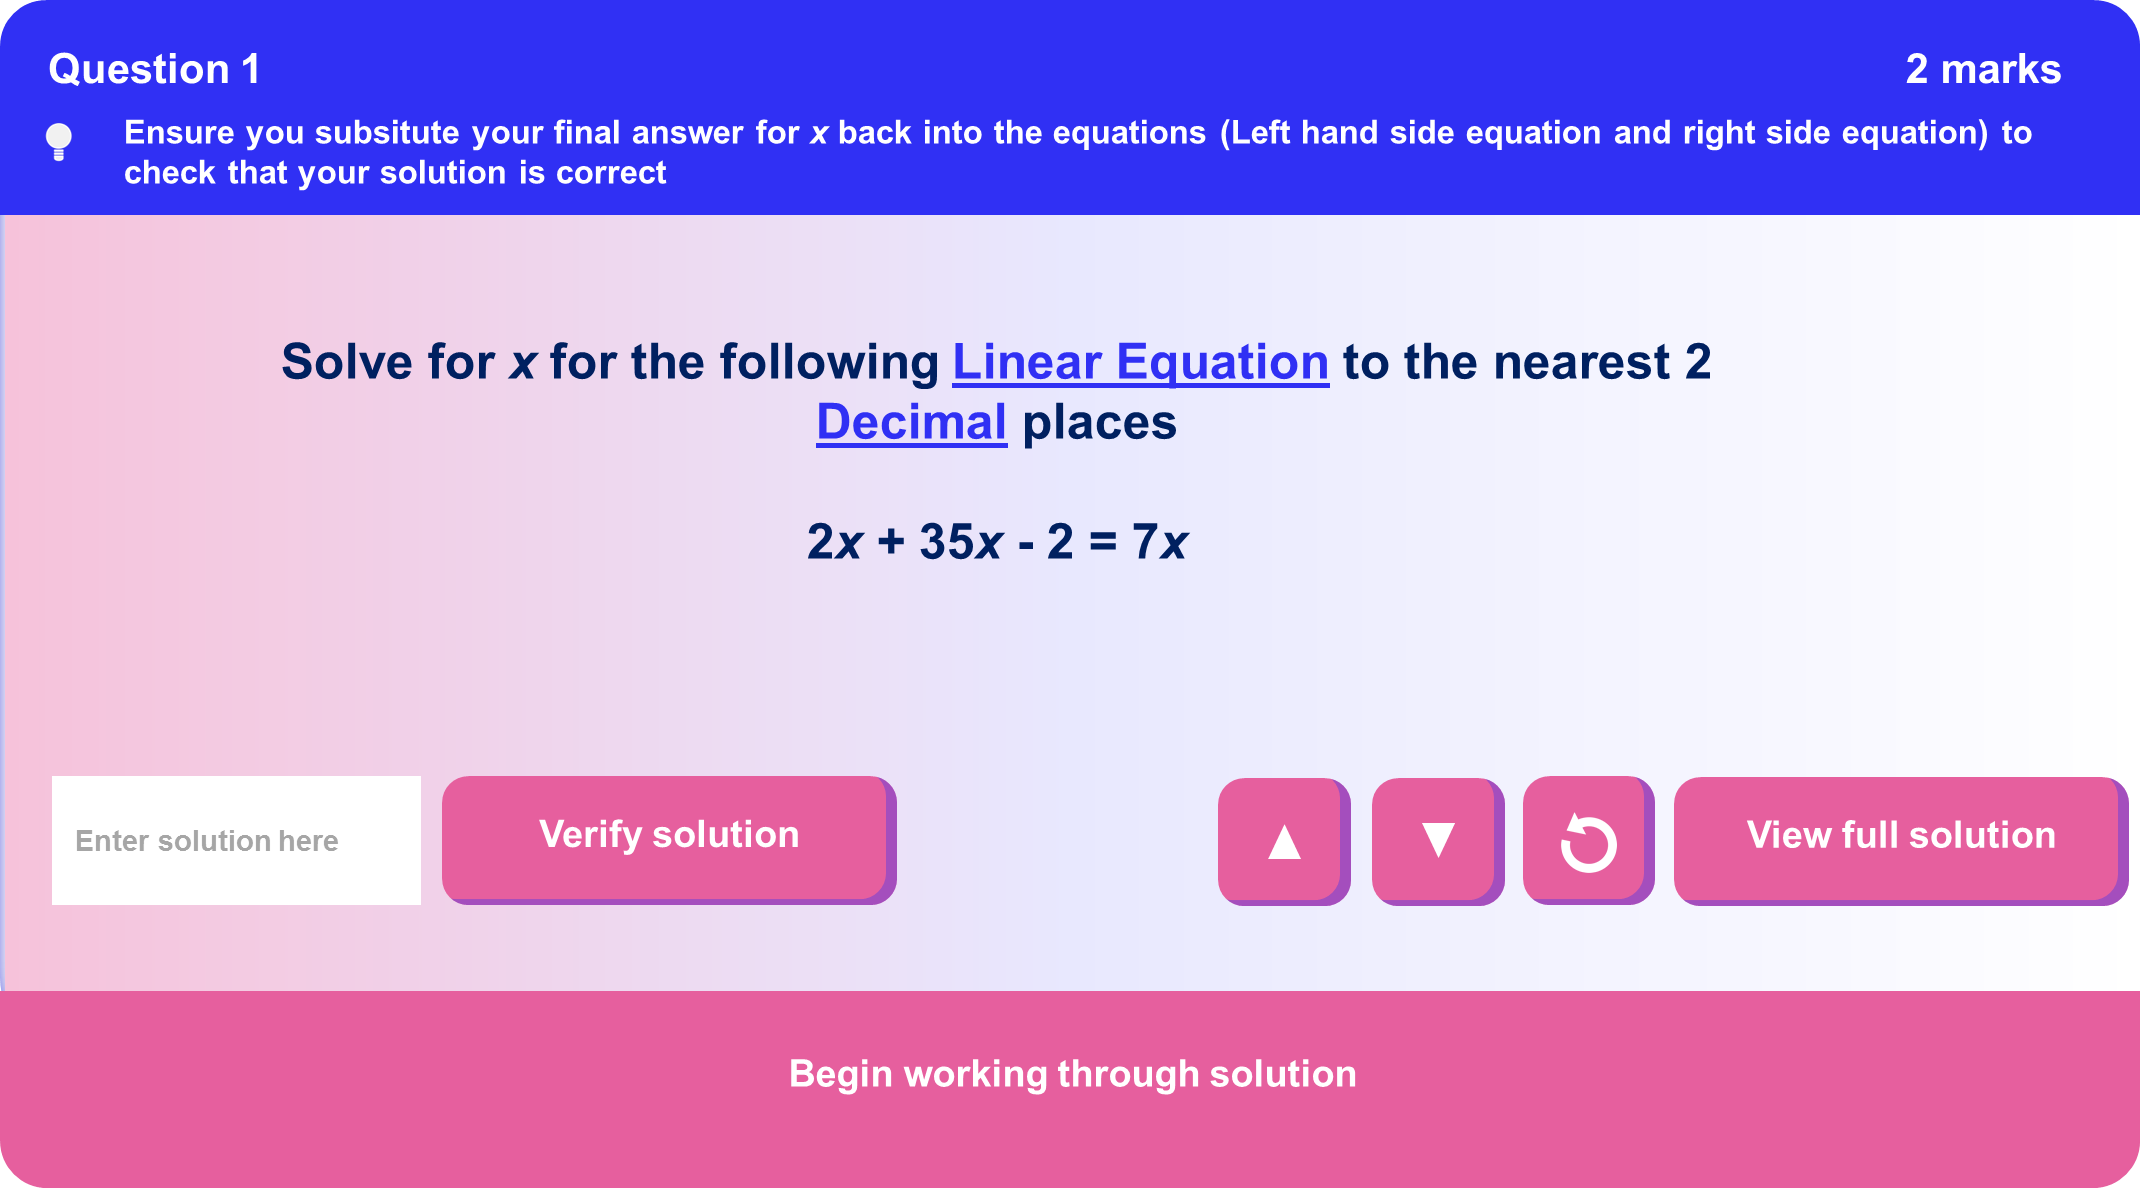 Question 1
2 marks
Ensure you subsitute your final answer for x back into the equations (Left hand side equation and right side equation) to
check that your solution is correct
Solve for x for the following Linear Equation to the nearest 2
Decimal places
2x + 35x - 2 = 7x
Enter solution here
Verify solution
View full solution
Begin working through solution